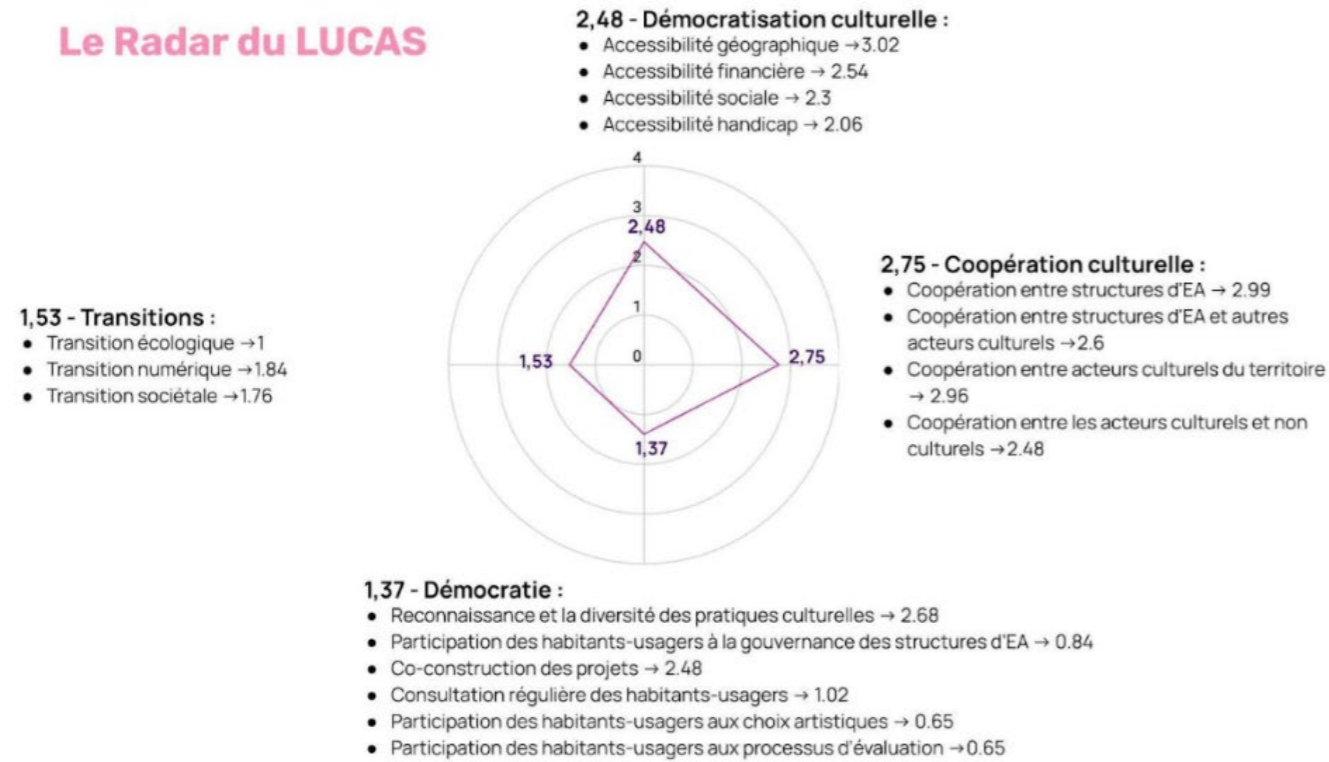 Le Radar du LUCAS
2,48 - Démocratisation culturelle :
● Accessibilité géographique →3.02
● Accessibilité financière → 2.54
● Accessibilité sociale → 2.3
● Accessibilité handicap → 2.06
4
3
2,48
2
1
0
1,53
2,75
1,37
2,75 - Coopération culturelle :
● Coopération entre structures d'EA → 2.99
● Coopération entre structures d'EA et autres
acteurs culturels →2.6
● Coopération entre acteurs culturels du territoire
→ 2.96
● Coopération entre les acteurs culturels et non
culturels →2.48
1,53 - Transitions :
● Transition écologique →1
● Transition numérique →1.84
● Transition sociétale →1.76
1,37 - Démocratie :
● Reconnaissance et la diversité des pratiques culturelles → 2.68
● Participation des habitants-usagers à la gouvernance des structures d'EA → 0.84
● Co-construction des projets → 2.48
● Consultation régulière des habitants-usagers → 1.02
● Participation des habitants-usagers aux choix artistiques → 0.65
● Participation des habitants-usagers aux processus d'évaluation →0.65